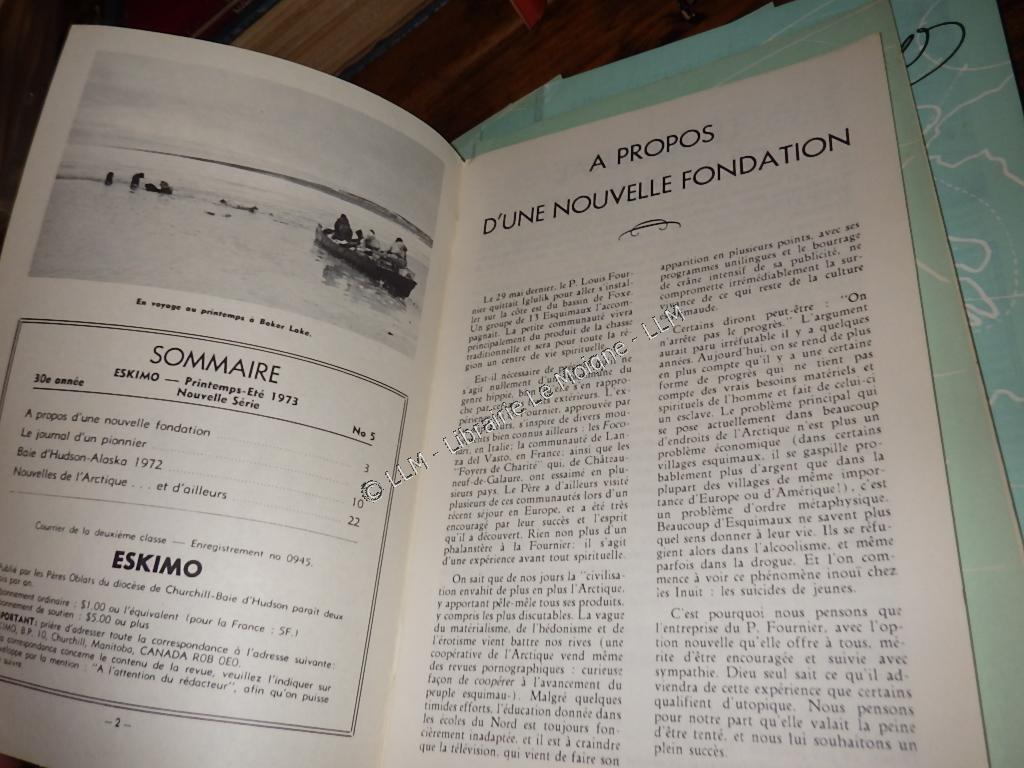 En voyage au printemps à Baker Lake.
SOMMAIRE
ESKIMO — Printemps-Eté 1973
30e année
Nouvelle Série
No 5
A propos d'une nouvelle fondation 3
Le journal d'un pionnier
Baie d'Hudson-Alaska 1972 10
Nouvelles de l'Arctique . . . et d'ailleurs 22
Courrier de la deuxième classe — Enregistrement no 0945.
ESKIMO
Publié par les Pères Oblats du diocèse de Churchill-Baie d'Hudson paraît deux
fois par an.
ordinaire : $1.00 ou l'équivalent (pour la France : 5F.)
de soutien : $5.00 ou plus
prière d'adresser toute la correspondance à l'adresse suivante:
B.P. 10, Churchill, Manitoba, CANADA R0B 0E0.
correspondance concerne le contenu de la revue, veuillez l'indiquer sur
par la mention : "A l'attention du rédacteur", afin qu'on puisse
suivre.
— 2 —
A PROPOS
D'UNE NOUVELLE FONDATION
Le 29 mai dernier, le P. Louis Four-
nier quittait Iglulik pour aller s'instal-
ler sur la côte est du bassin de Foxe.
Un groupe de 13 Esquimaux l'accom-
pagnait. La petite communauté vivra
principalement du produit de la chasse
traditionnelle et sera pour toute la ré-
gion un centre de vie spirituelle.
Est-il nécessaire de
s'agit nullement d'u
genre hippie, b en rappro-
che par ce ts extérieurs. L'ex-
périence Fournier, approuvée par
eurs, s'inspire de divers mou-
nts bien connus ailleurs : les Foco-
lari, en Italie; la communauté de Lan-
za del Vasto, en France; ainsi que les
"Foyers de Charité" qui, de Château-
neuf-de-Galaure, ont essaimé en plu-
sieurs pays. Le Père a d'ailleurs visité
plusieurs de ces communautés lors d'un
récent séjour en Europe, et a été très
encouragé par leur succès et l'esprit
qu'il a découvert. Rien non plus d'un
phalanstère à la Fournier: il s'agit
d'une expérience avant tout spirituelle.
On sait que de nos jours la "civilisa-
tion envahit de plus en plus l'Arctique,
y apportant pêle-mêle tous ses produits,
y compris les plus discutables. La vague
du matérialisme, de l'hédonisme et de
l'érotisme vient battre nos rives (une
coopérative de l'Arctique vend même
des revues pornographiques : curieuse
façon de coopérer à l'avancement du
peuple esquimau-). Malgré quelques
timides efforts, l'éducation donnée dans
les écoles du Nord est toujours fon-
cièrement inadaptée, et il est à craindre
que la télévision, qui vient de faire son
apparition en plusieurs points, avec ses
programmes unilingues et le bourrage
de crâne intensif de sa publicité, ne
compromette irrémédiablement la sur-
vivance de ce qui reste de la culture
esquimaude.
Certains diront peut-être : "On
n'arrête pas le progrès." L'argument
aurait paru irréfutable il y a quelques
années. Aujourd'hui, on se rend de plus
en plus compte qu'il y a une certaine
forme de progrès qui ne tient pas
compte des vrais besoins matériels et
spirituels de l'homme et fait de celui-ci
un esclave. Le problème principal qui
se pose actuellement dans beaucoup
d'endroits de l'Arctique n'est plus un
problème économique (dans certains
villages esquimaux, il se gaspille pro-
bablement plus d'argent que dans la
plupart des villages de même impor-
tance d'Europe ou d'Amérique!), c'est
un problème d'ordre métaphysique.
Beaucoup d'Esquimaux ne savent plus
quel sens donner à leur vie. Ils se réfu-
gient alors dans l'alcoolisme, et même
parfois dans la drogue. Et l'on com-
mence à voir ce phénomène inouï chez
les Inuit : les suicides de jeunes.
C'est pourquoi nous pensons que
l'entreprise du P. Fournier, avec l'op-
tion nouvelle qu'elle offre à tous, mé-
rite d'être encouragée et suivie avec
sympathie. Dieu seul sait ce qu'il ad-
viendra de cette expérience que certains
qualifient d'utopique. Nous pensons
pour notre part qu'elle valait la peine
d'être tentée, et nous lui souhaitons un
plein succès.
© LLM - Librairie Le Moigne - LLM